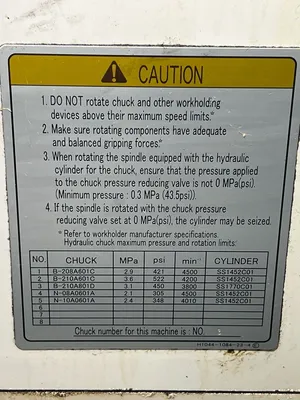 CAUTION
1. DO NOT rotate chuck and other workholding
devices above their maximum speed limits.*
2. Make sure rotating components have adequate
and balanced gripping forces.*
3. When rotating the spindle equipped with the hydraulic
cylinder for the chuck, ensure that the pressure applied
to the chuck pressure reducing valve is not 0 MPa(psi).
(Minimum pressure : 0.3 MPa (43.5psi))
4. If the spindle is rotated with the chuck pressure
reducing valve set at 0 MPa(psi), the cylinder may be seized.
* Refer to workholder manufacturer specifications.
Hydraulic chuck maximum pressure and rotation limits:
NO. CHUCK MPa psi min⁻¹ CYLINDER
1 B-208A601C 2.9 421 4500 SS1452C01
2 B-210A601C 3.6 522 4200 SS1452C01
3 B-210A801D 3.1 450 3800 SS1770C01
4 N-08A0601A 2.1 305 4500 SS1452C01
5 N-10A0601A 2.4 348 4010 SS1452C01
6
7
8
Chuck number for this machine is : NO.